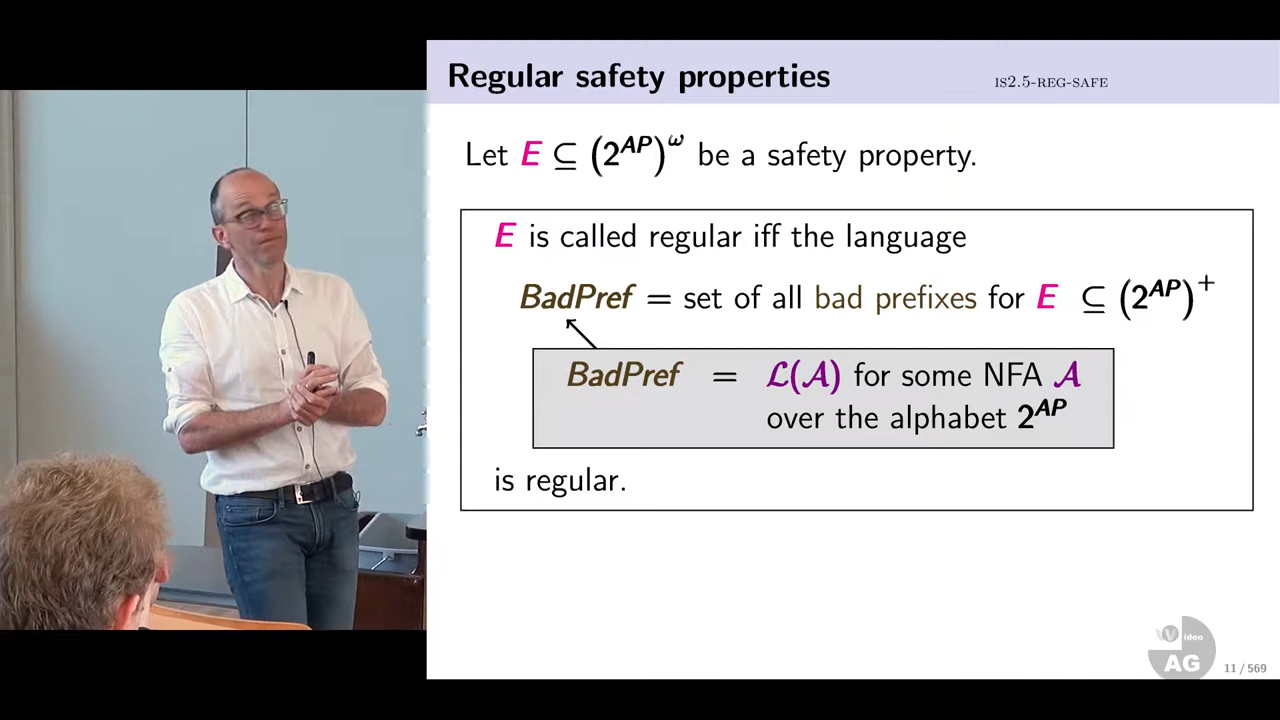 Regular safety properties
IS2.5-REG-SAFE
Let E ⊆ (2^AP)^ω be a safety property.
E is called regular iff the language
BadPref = set of all bad prefixes for E ⊆ (2^AP)^+
BadPref = ℒ(𝒜) for some NFA 𝒜
over the alphabet 2^AP
is regular.
Video
AG
11 / 569